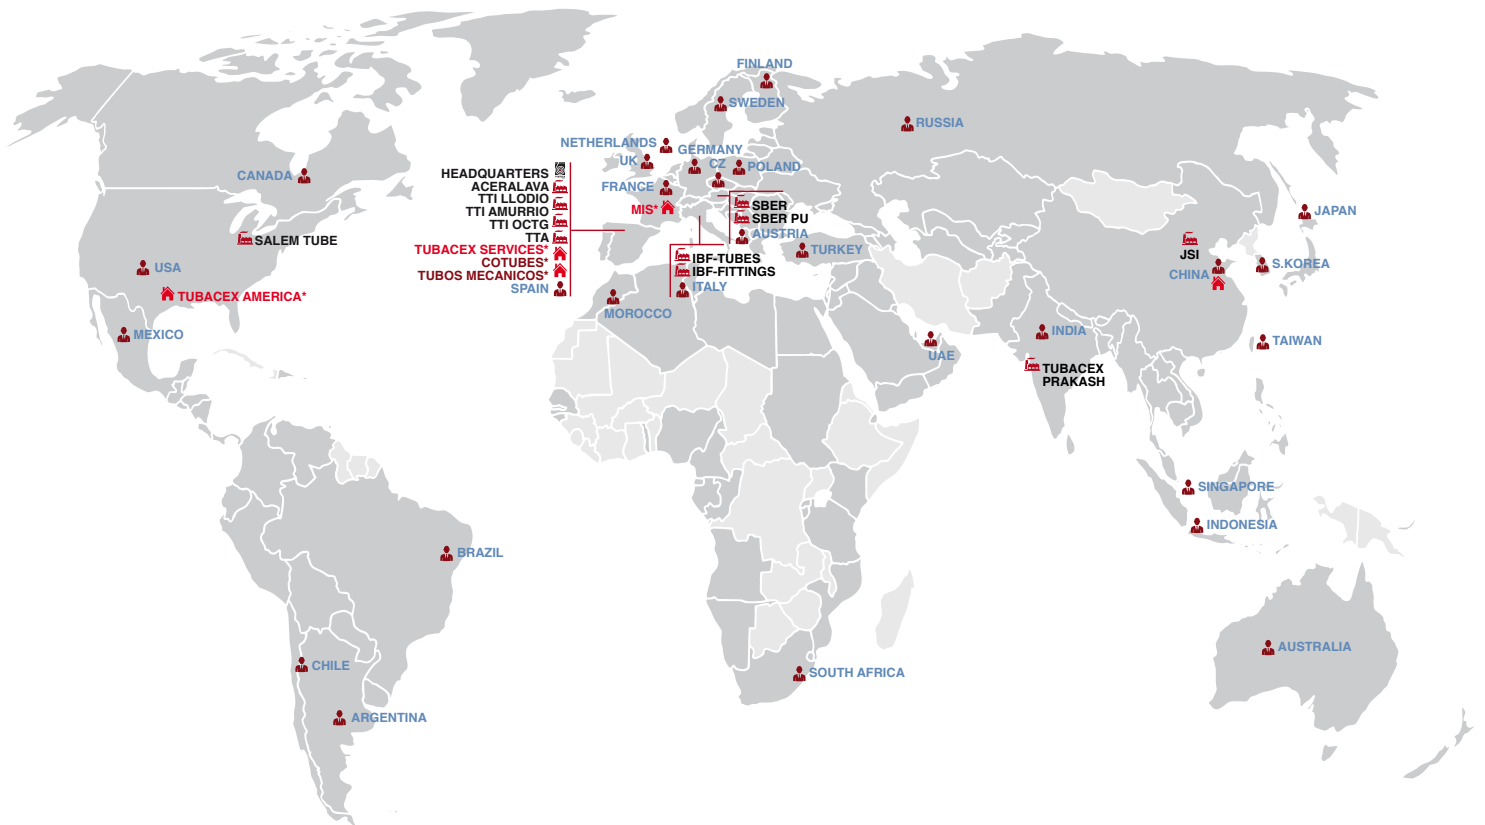 FINLAND
SWEDEN
RUSSIA
NETHERLANDS
GERMANY
UK
CZ
POLAND
CANADA
HEADQUARTERS
ACERALAVA
TTI LLODIO
TTI AMURRIO
TTI OCTG
TTA
TUBACEX SERVICES*
COTUBES*
TUBOS MECANICOS*
SPAIN
FRANCE
MIS*
SBER
SBER PU
AUSTRIA
TURKEY
IBF-TUBES
IBF-FITTINGS
ITALY
MOROCCO
JAPAN
JSI
CHINA
S.KOREA
SALEM TUBE
USA
TUBACEX AMERICA*
MEXICO
INDIA
UAE
TUBACEX
PRAKASH
TAIWAN
SINGAPORE
INDONESIA
BRAZIL
CHILE
ARGENTINA
SOUTH AFRICA
AUSTRALIA